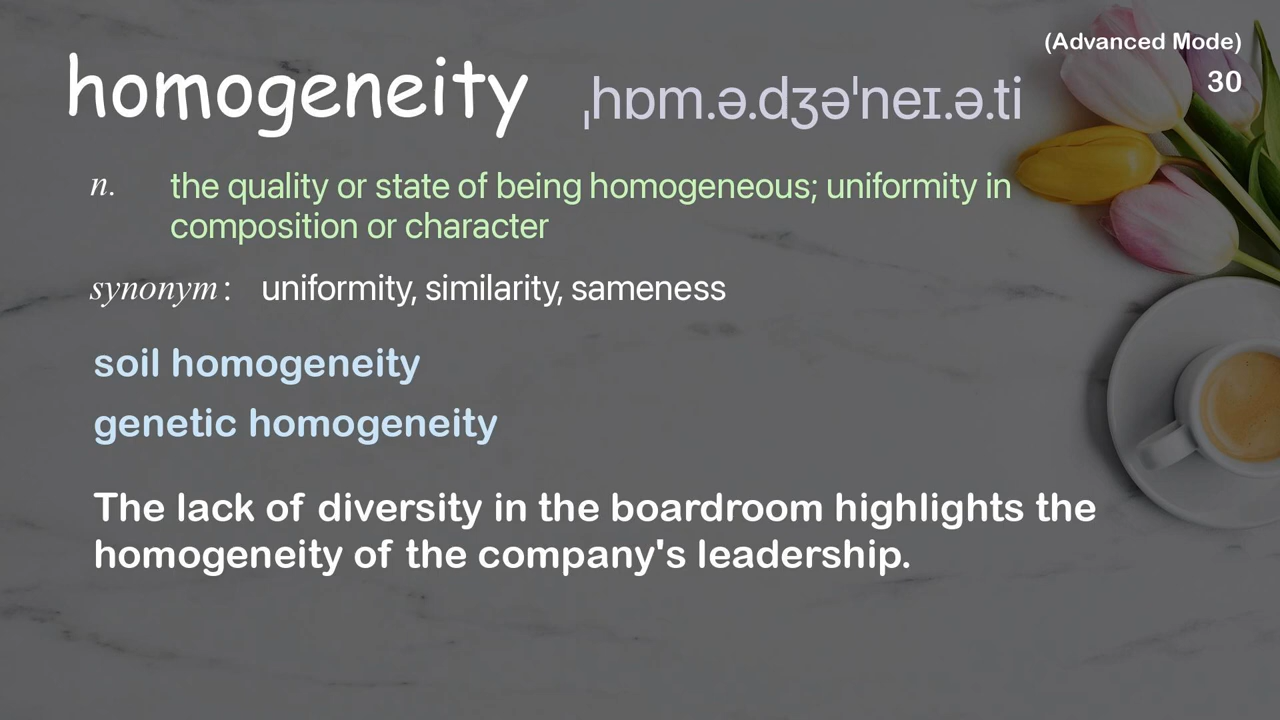 (Advanced Mode)
homogeneity ˌhɒm.ə.dʒəˈneɪ.ə.ti
30
n. the quality or state of being homogeneous; uniformity in
composition or character
synonym: uniformity, similarity, sameness
soil homogeneity
genetic homogeneity
The lack of diversity in the boardroom highlights the
homogeneity of the company's leadership.